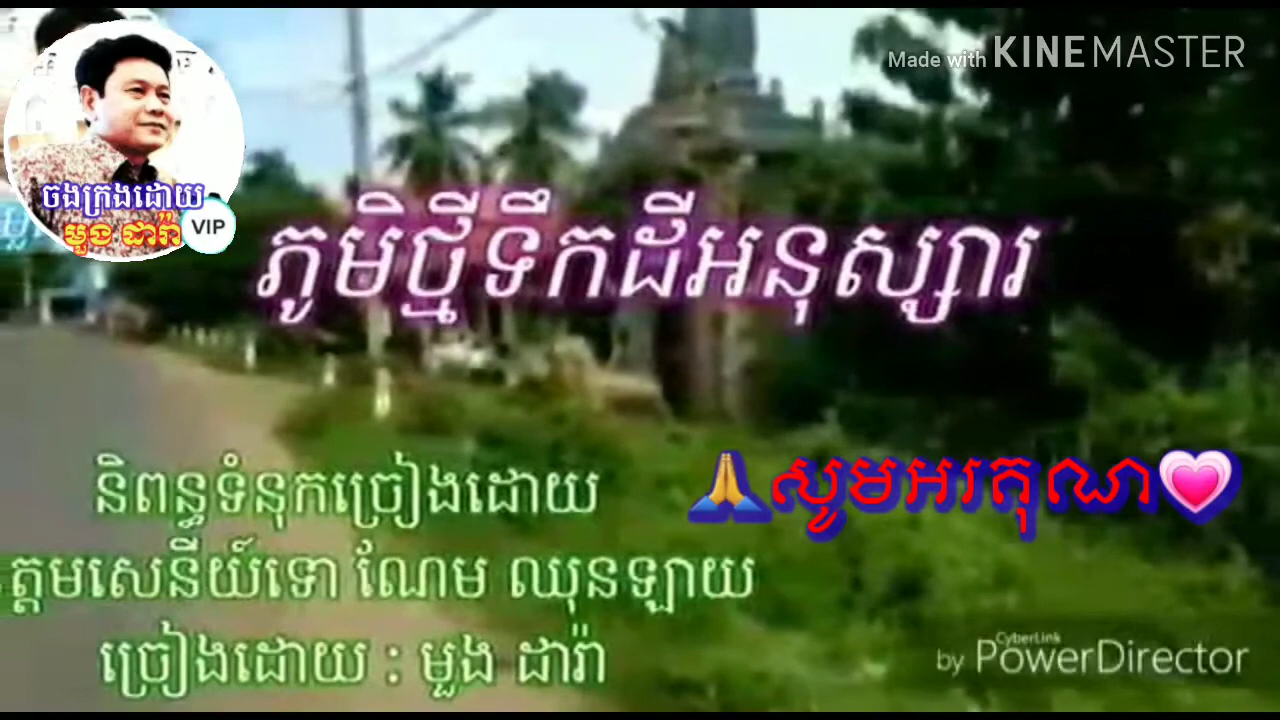 Made with KINEMASTER
ចងក្រងដោយ
មួង ដារ៉ា
VIP
ភូមិថ្មីទឹកដីអនុស្សាវរ
🙏សូមអរគុណ💗
និពន្ធទំនុកច្រៀងដោយ
ត្តមសេនីយ៍ទោ ណែម ឈុនឡាយ
ច្រៀងដោយ : មួង ដារ៉ា
by CyberLink PowerDirector